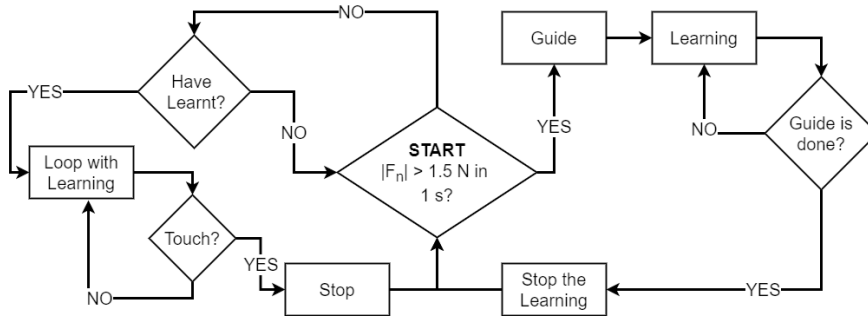 NO
Guide
Learning
Have
Learnt?
YES
NO
YES
NO
Guide is
done?
START
|Fn| > 1.5 N in
1 s?
Loop with
Learning
Touch?
NO
YES
Stop
Stop the
Learning
YES